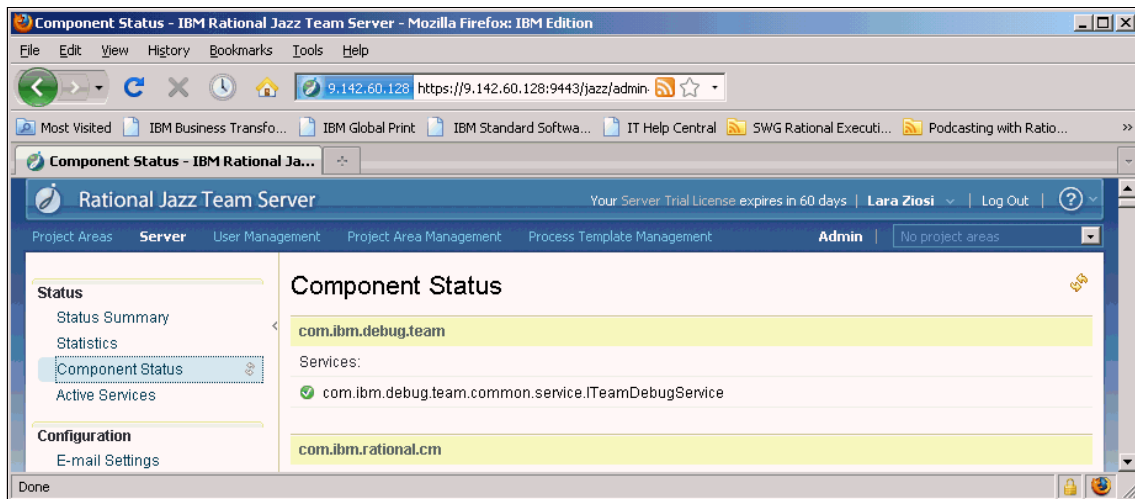 Component Status - IBM Rational Jazz Team Server - Mozilla Firefox: IBM Edition
File Edit View History Bookmarks Tools Help
9.142.60.128 https://9.142.60.128:9443/jazz/admin-
Most Visited IBM Business Transfo... IBM Global Print IBM Standard Softwa... IT Help Central SWG Rational Executi... Podcasting with Ratio... »
Component Status - IBM Rational Ja...
Rational Jazz Team Server Your Server Trial License expires in 60 days | Lara Ziosi | Log Out | ?
Project Areas Server User Management Project Area Management Process Template Management Admin | No project areas
Status
Status Summary
Statistics
Component Status
Active Services
Configuration
E-mail Settings
Component Status
com.ibm.debug.team
Services:
com.ibm.debug.team.common.service.ITeamDebugService
com.ibm.rational.cm
Done